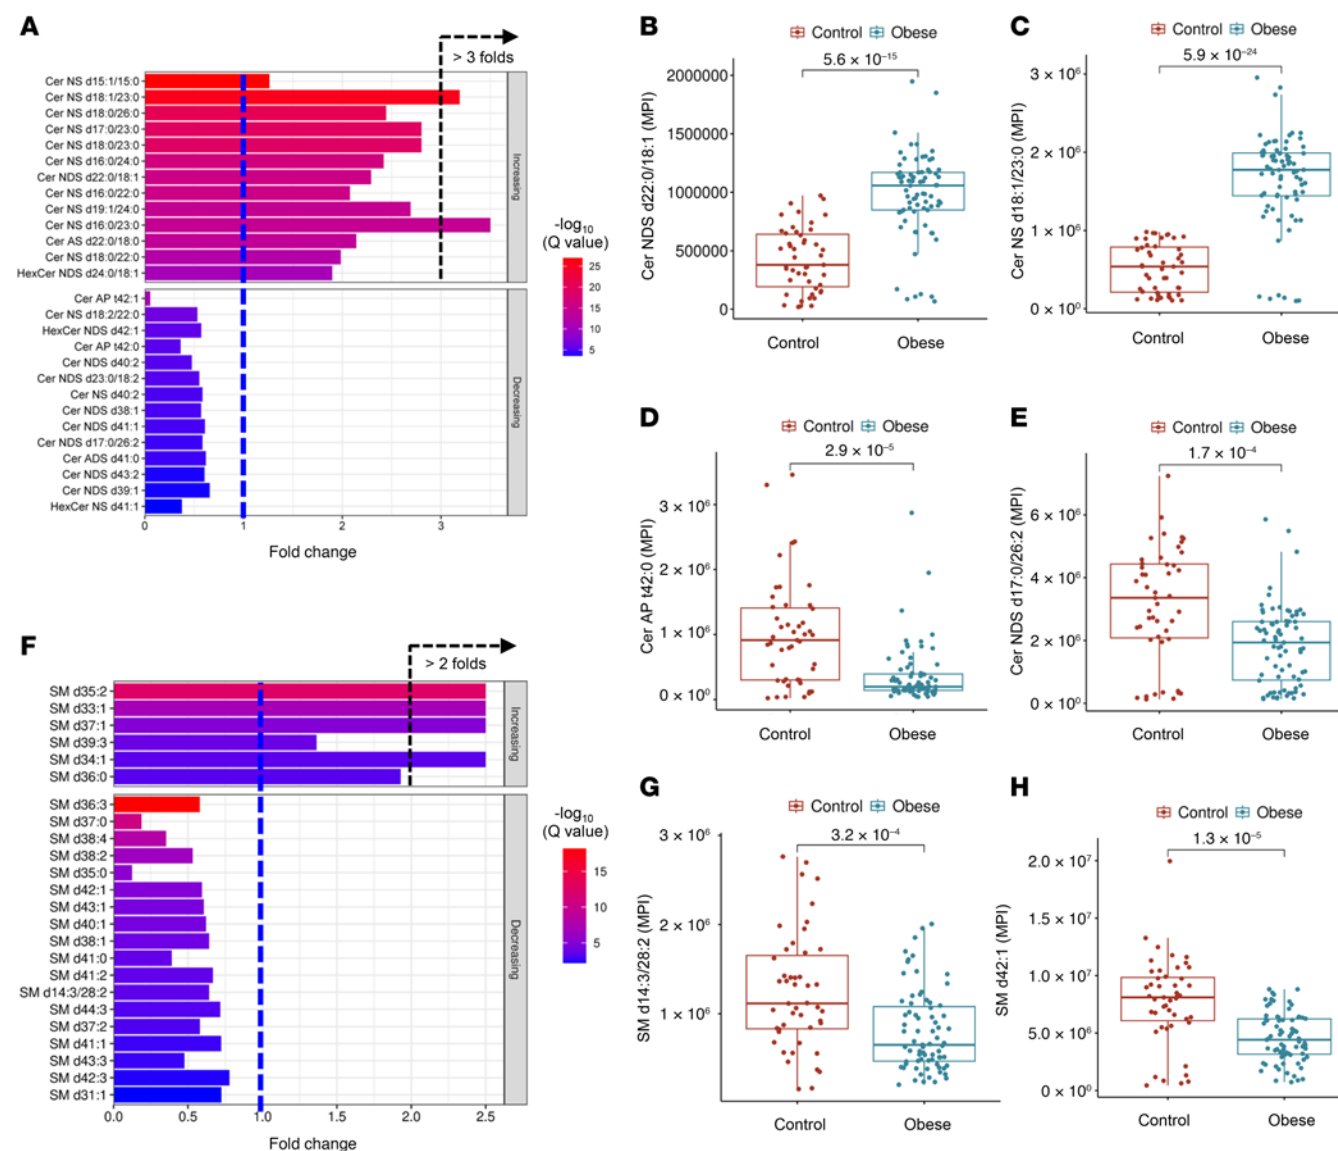 A
> 3 folds
Cer NS d15:1/15:0
Cer NS d18:1/23:0
Cer NS d18:0/26:0
Cer NS d17:0/23:0
Cer NS d18:0/23:0
Cer NS d16:0/24:0
Cer NDS d22:0/18:1
Cer NS d16:0/22:0
Cer NS d19:1/24:0
Cer NS d16:0/23:0
Cer AS d22:0/18:0
Cer NS d18:0/22:0
HexCer NDS d24:0/18:1
Increasing
Cer AP t42:1
Cer NS d18:2/22:0
HexCer NDS d42:1
Cer AP t42:0
Cer NDS d40:2
Cer NDS d23:0/18:2
Cer NS d40:2
Cer NDS d38:1
Cer NDS d41:1
Cer NDS d17:0/26:2
Cer ADS d41:0
Cer NDS d43:2
Cer NDS d39:1
HexCer NS d41:1
Decreasing
0 1 2 3
Fold change
-log10
(Q value)
25
20
15
10
5
B
Control Obese
5.6 × 10⁻¹⁵
Cer NDS d22:0/18:1 (MPI)
2000000
1500000
1000000
500000
0
Control Obese
C
Control Obese
5.9 × 10⁻²⁴
Cer NS d18:1/23:0 (MPI)
3 × 10⁶
2 × 10⁶
1 × 10⁶
0 × 10⁰
Control Obese
D
Control Obese
2.9 × 10⁻⁵
Cer AP t42:0 (MPI)
3 × 10⁶
2 × 10⁶
1 × 10⁶
0 × 10⁰
Control Obese
E
Control Obese
1.7 × 10⁻⁴
Cer NDS d17:0/26:2 (MPI)
6 × 10⁶
4 × 10⁶
2 × 10⁶
0 × 10⁰
Control Obese
F
> 2 folds
SM d35:2
SM d33:1
SM d37:1
SM d39:3
SM d34:1
SM d36:0
Increasing
SM d36:3
SM d37:0
SM d38:4
SM d38:2
SM d35:0
SM d42:1
SM d43:1
SM d40:1
SM d38:1
SM d41:0
SM d41:2
SM d14:3/28:2
SM d44:3
SM d37:2
SM d41:1
SM d43:3
SM d42:3
SM d31:1
Decreasing
0.0 0.5 1.0 1.5 2.0 2.5
Fold change
-log10
(Q value)
15
10
5
G
Control Obese
3.2 × 10⁻⁴
SM d14:3/28:2 (MPI)
3 × 10⁶
2 × 10⁶
1 × 10⁶
Control Obese
H
Control Obese
1.3 × 10⁻⁵
SM d42:1 (MPI)
2.0 × 10⁷
1.5 × 10⁷
1.0 × 10⁷
5.0 × 10⁶
0 × 10⁰
Control Obese